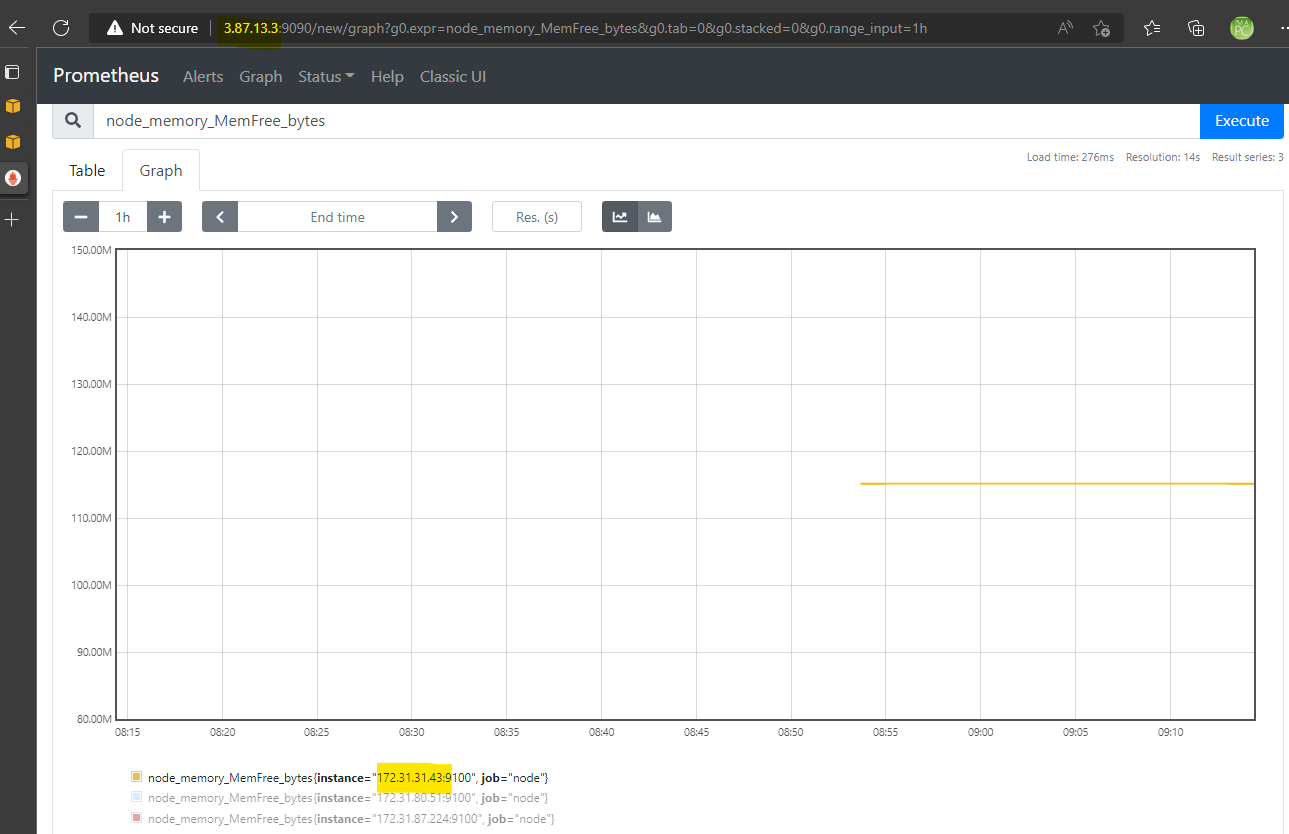 Not secure 3.87.13.3:9090/new/graph?g0.expr=node_memory_MemFree_bytes&g0.tab=0&g0.stacked=0&g0.range_input=1h
Prometheus Alerts Graph Status Help Classic UI
node_memory_MemFree_bytes Execute
Load time: 276ms Resolution: 14s Result series: 3
Table Graph
1h End time Res. (s)
150.00M
140.00M
130.00M
120.00M
110.00M
100.00M
90.00M
80.00M
08:15 08:20 08:25 08:30 08:35 08:40 08:45 08:50 08:55 09:00 09:05 09:10
node_memory_MemFree_bytes{instance="172.31.31.43:9100", job="node"}
node_memory_MemFree_bytes{instance="172.31.80.51:9100", job="node"}
node_memory_MemFree_bytes{instance="172.31.87.224:9100", job="node"}